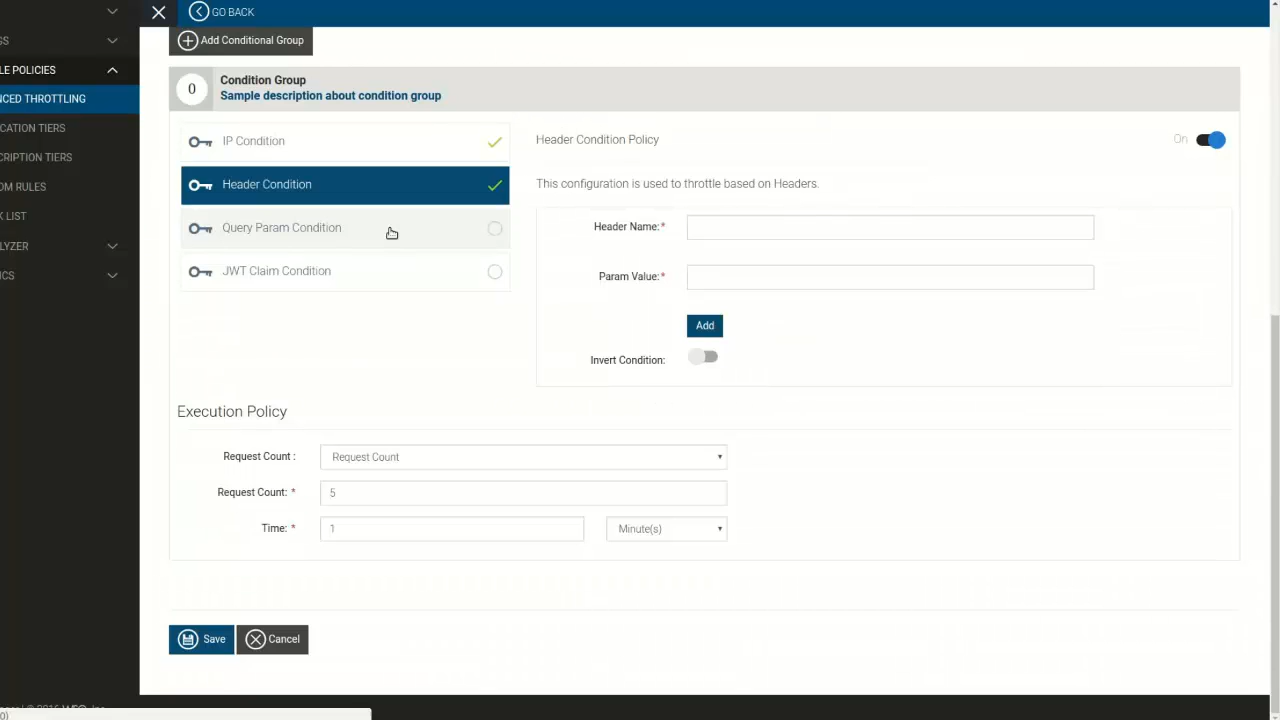 GO BACK
GS
Add Conditional Group
LE POLICIES
0
Condition Group
Sample description about condition group
NCED THROTTLING
CATION TIERS
CRIPTION TIERS
OM RULES
K LIST
LYZER
ICS
IP Condition
Header Condition
Query Param Condition
JWT Claim Condition
Header Condition Policy
On
This configuration is used to throttle based on Headers.
Header Name:*
Param Value:*
Add
Invert Condition:
Execution Policy
Request Count :
Request Count
Request Count: *
5
Time: *
1
Minute(s)
Save
Cancel